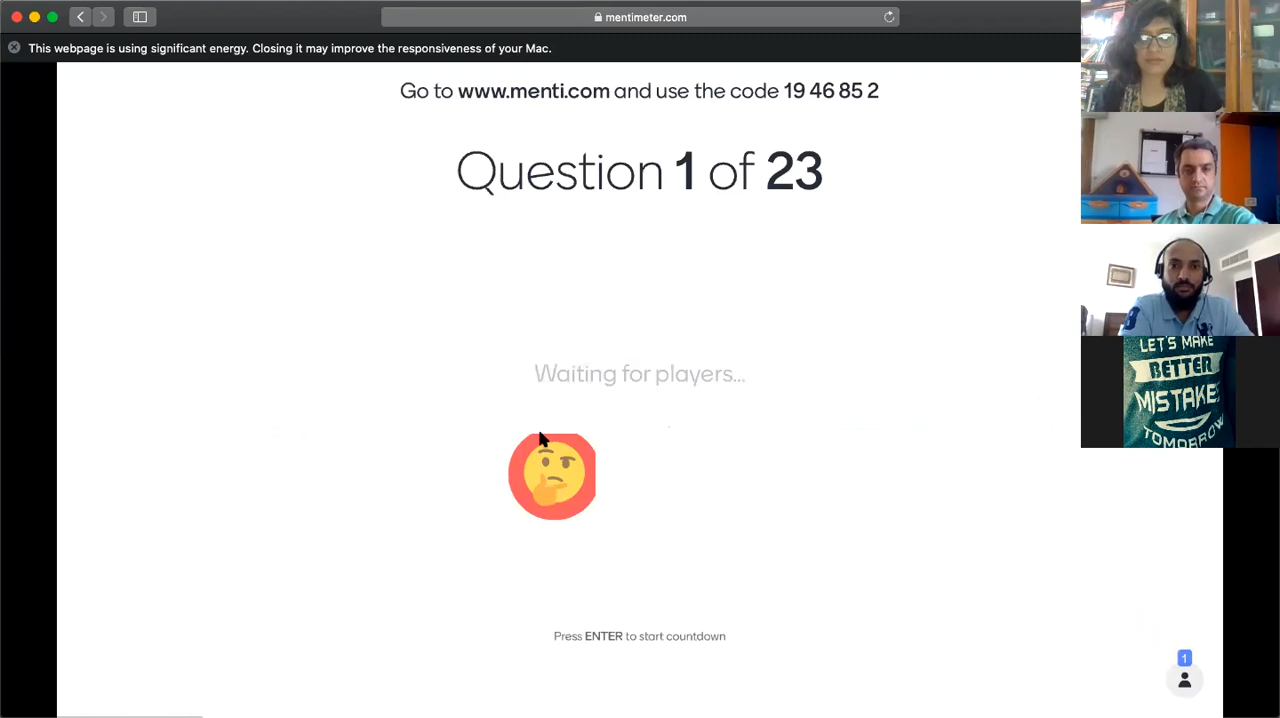 mentimeter.com
This webpage is using significant energy. Closing it may improve the responsiveness of your Mac.
Go to www.menti.com and use the code 19 46 85 2
Question 1 of 23
Waiting for players...
Press ENTER to start countdown
1
LET'S MAKE
BETTER
MISTAKES
TOMORROW